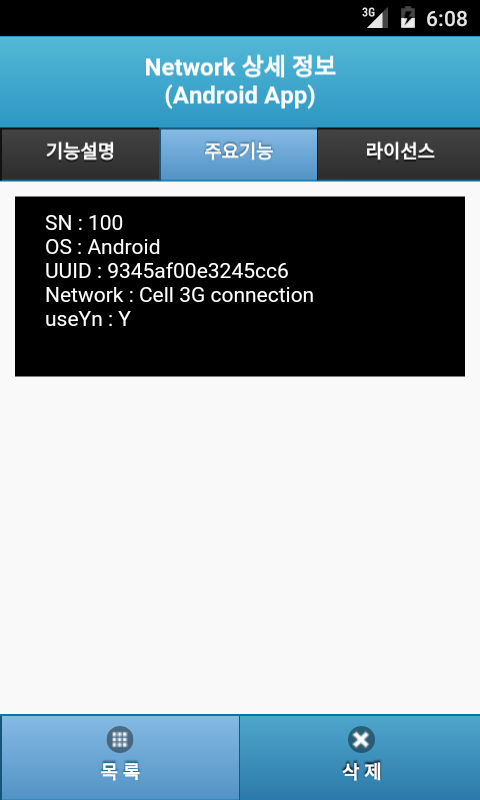 3G 6:08
Network 상세 정보
(Android App)
기능설명 주요기능 라이선스
SN : 100
OS : Android
UUID : 9345af00e3245cc6
Network : Cell 3G connection
useYn : Y
목 록 삭 제